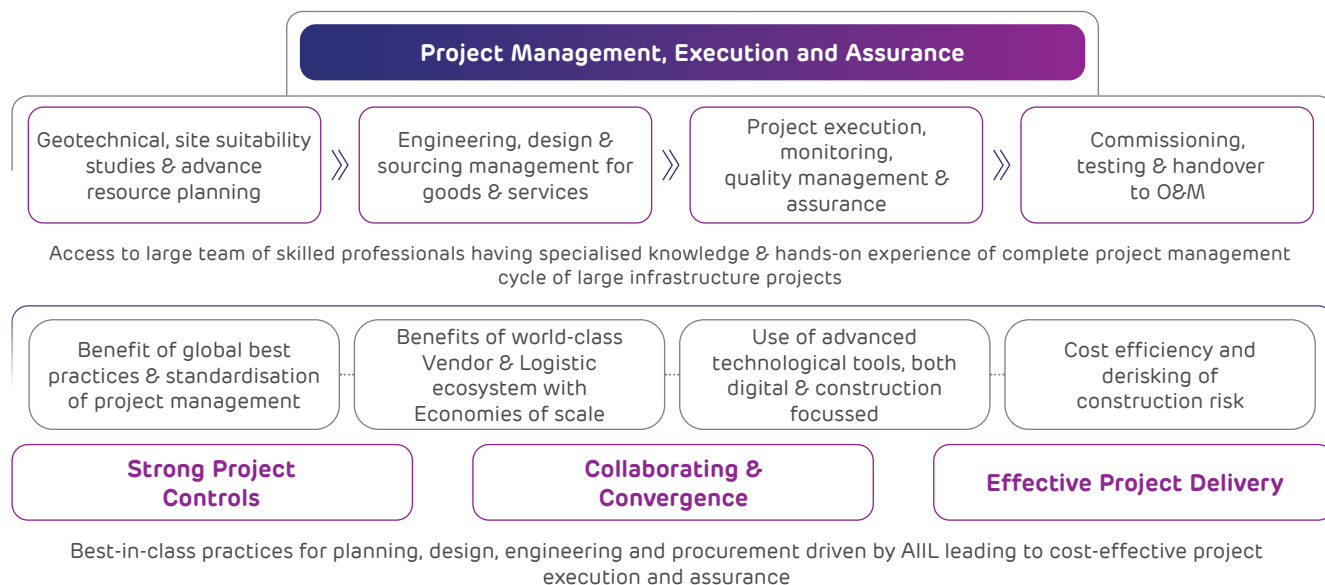 Project Management, Execution and Assurance
Geotechnical, site suitability
studies & advance
resource planning
Engineering, design &
sourcing management for
goods & services
Project execution,
monitoring,
quality management &
assurance
Commissioning,
testing & handover
to O&M
Access to large team of skilled professionals having specialised knowledge & hands-on experience of complete project management
cycle of large infrastructure projects
Benefit of global best
practices & standardisation
of project management
Benefits of world-class
Vendor & Logistic
ecosystem with
Economies of scale
Use of advanced
technological tools, both
digital & construction
focussed
Cost efficiency and
derisking of
construction risk
Strong Project
Controls
Collaborating &
Convergence
Effective Project Delivery
Best-in-class practices for planning, design, engineering and procurement driven by AIIL leading to cost-effective project
execution and assurance